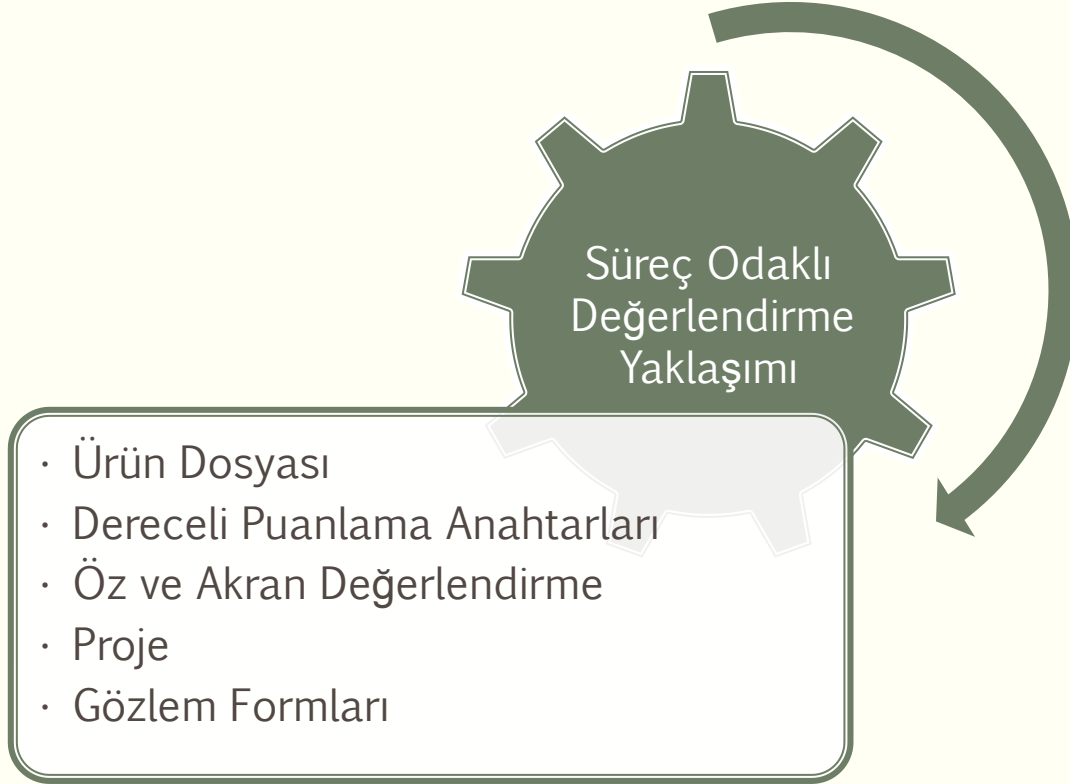 Süreç Odaklı
Değerlendirme
Yaklaşımı
· Ürün Dosyası
· Dereceli Puanlama Anahtarları
· Öz ve Akran Değerlendirme
· Proje
· Gözlem Formları